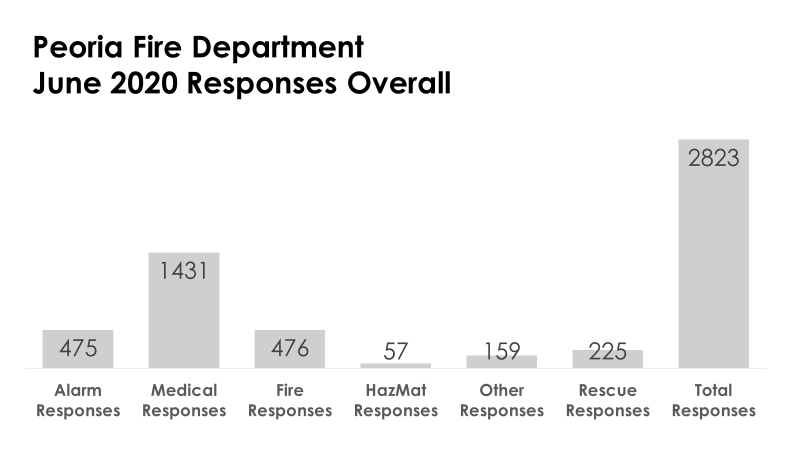 Peoria Fire Department
June 2020 Responses Overall
2823
1431
475
476
57
159
225
Alarm
Responses
Medical
Responses
Fire
Responses
HazMat
Responses
Other
Responses
Rescue
Responses
Total
Responses